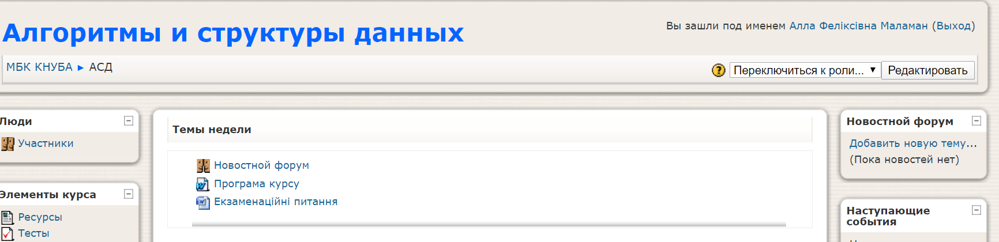 Алгоритмы и структуры данных
Вы зашли под именем Алла Феліксівна Маламан (Выход)
МБК КНУБА ► АСД
Переключиться к роли...
Редактировать
Люди
Участники
Элементы курса
Ресурсы
Тесты
Темы недели
Новостной форум
Програма курсу
Екзаменаційні питання
Новостной форум
Добавить новую тему...
(Пока новостей нет)
Наступающие
события